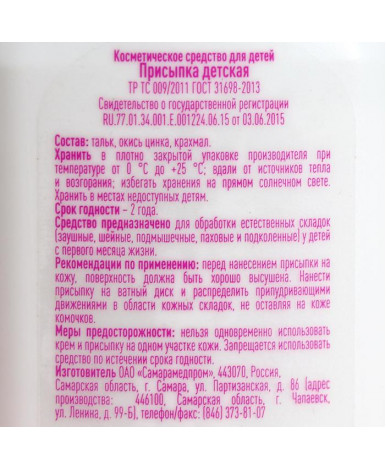 Косметическое средство для детей
Присыпка детская
ТР ТС 009/2011 ГОСТ 31698-2013
Свидетельство о государственной регистрации
RU.77.01.34.001.Е.001224.06.15 от 03.06.2015
Состав: тальк, окись цинка, крахмал.
Хранить в плотно закрытой упаковке производителя при
температуре от 0 °C до +25 °C; вдали от источников тепла
и возгорания; избегать хранения на прямом солнечном свете.
Хранить в местах недоступных детям.
Срок годности – 2 года.
Средство предназначено для обработки естественных складок
(заушные, шейные, подмышечные, паховые и подколенные) у детей
с первого месяца жизни.
Рекомендации по применению: перед нанесением присыпки на
кожу, поверхность должна быть хорошо высушена. Нанести
присыпку на ватный диск и распределить припудривающими
движениями в области кожных складок, не оставляя на коже
комочков.
Меры предосторожности: нельзя одновременно использовать
крем и присыпку на одном участке кожи. Запрещается использовать
средство по истечении срока годности.
Изготовитель ОАО «Самарамедпром», 443070, Россия,
Самарская область, г. Самара, ул. Партизанская, д. 86 (адрес
производства: 446100, Самарская область, г. Чапаевск,
ул. Ленина, д. 99-Б), телефон/факс: (846) 373-81-07